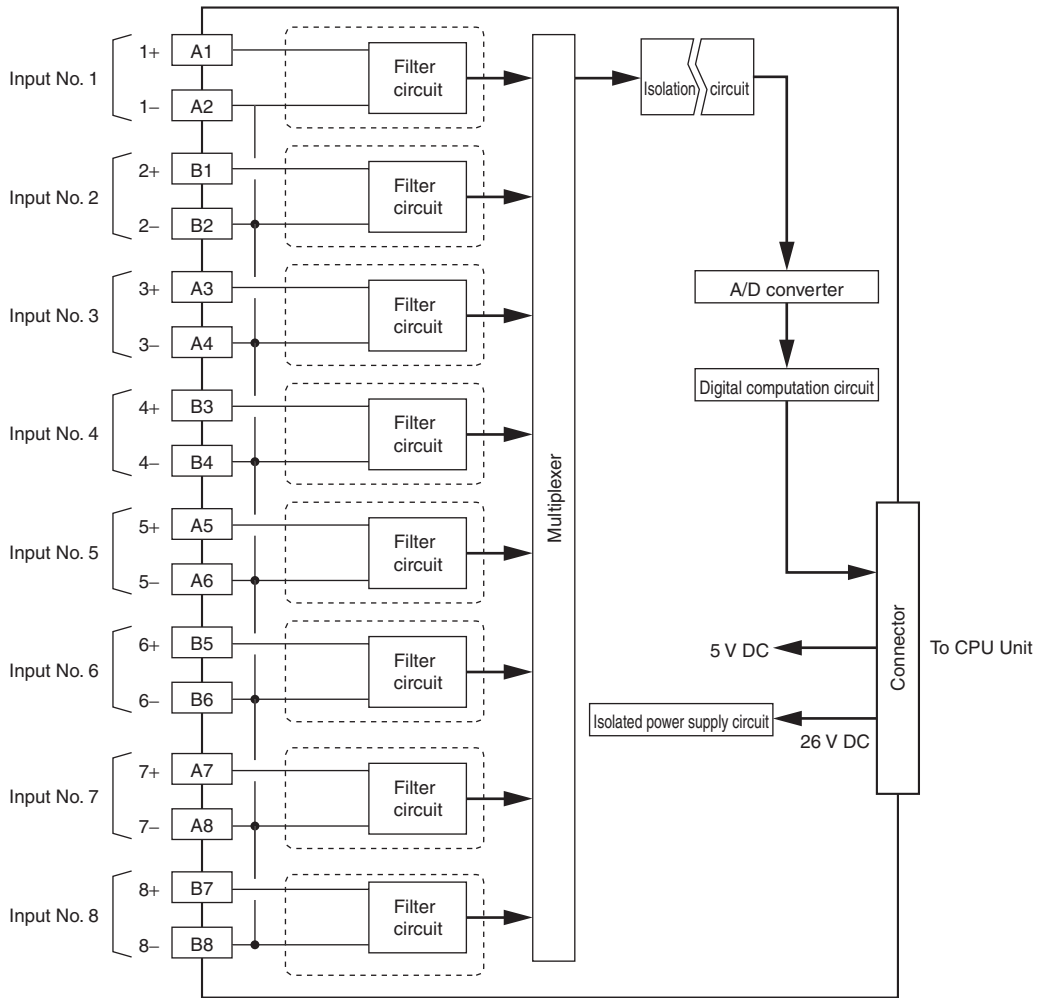 Input No. 1
1+
A1
1–
A2
Filter
circuit
Input No. 2
2+
B1
2–
B2
Filter
circuit
Input No. 3
3+
A3
3–
A4
Filter
circuit
Input No. 4
4+
B3
4–
B4
Filter
circuit
Input No. 5
5+
A5
5–
A6
Filter
circuit
Input No. 6
6+
B5
6–
B6
Filter
circuit
Input No. 7
7+
A7
7–
A8
Filter
circuit
Input No. 8
8+
B7
8–
B8
Filter
circuit
Multiplexer
Isolation circuit
A/D converter
Digital computation circuit
Connector
To CPU Unit
5 V DC
Isolated power supply circuit
26 V DC